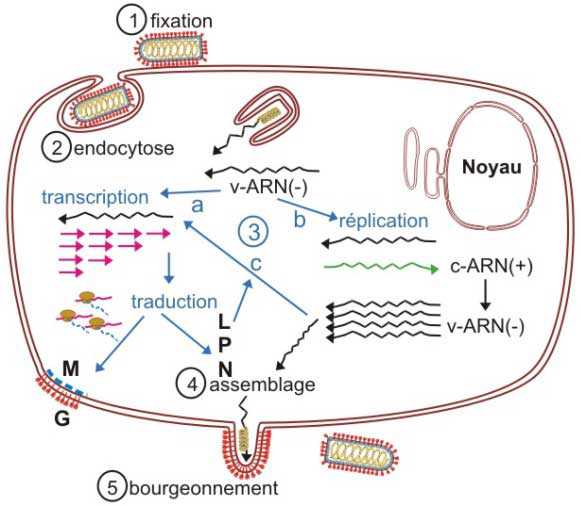 1 fixation
2 endocytose
Noyau
v-ARN(-)
transcription
a
b
réplication
3
c
c-ARN(+)
traduction
v-ARN(-)
L
P
N
M
G
4 assemblage
5 bourgeonnement